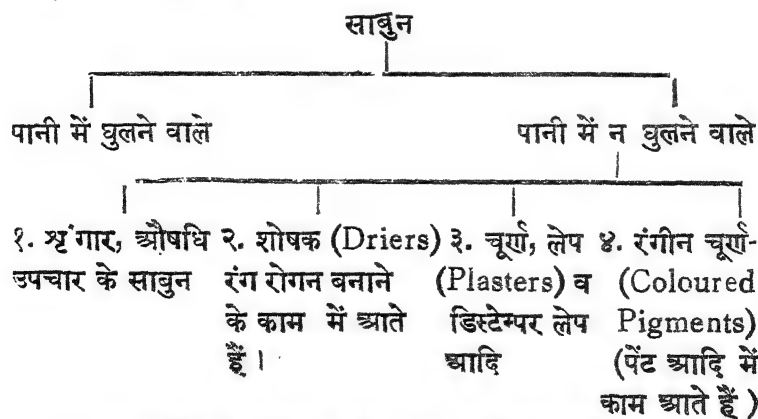 साबुन
पानी में घुलने वाले पानी में न घुलने वाले
१. श्रृंगार, औषधि २. शोषक (Driers) ३. चूर्ण, लेप ४. रंगीन चूर्ण-
उपचार के साबुन रंग रोगन बनाने (Plasters) व (Coloured
के काम में आते डिस्टेम्पर लेप Pigments)
हैं। आदि (पेंट आदि में
काम आते हैं)